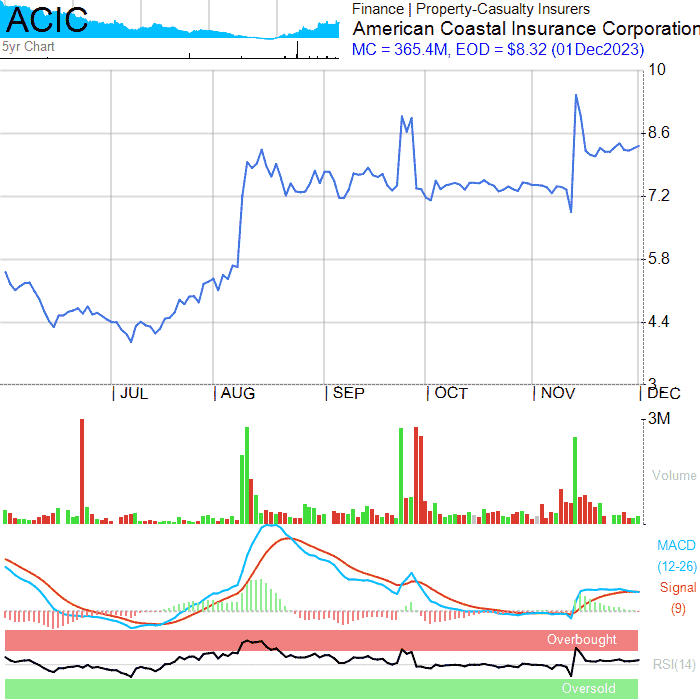 ACIC
5yr Chart
Finance | Property-Casualty Insurers
American Coastal Insurance Corporation
MC = 365.4M, EOD = $8.32 (01Dec2023)
10
8.6
7.2
5.8
4.4
3
JUL
AUG
SEP
OCT
NOV
DEC
3M
Volume
MACD
(12-26)
Signal
(9)
Overbought
RSI(14)
Oversold